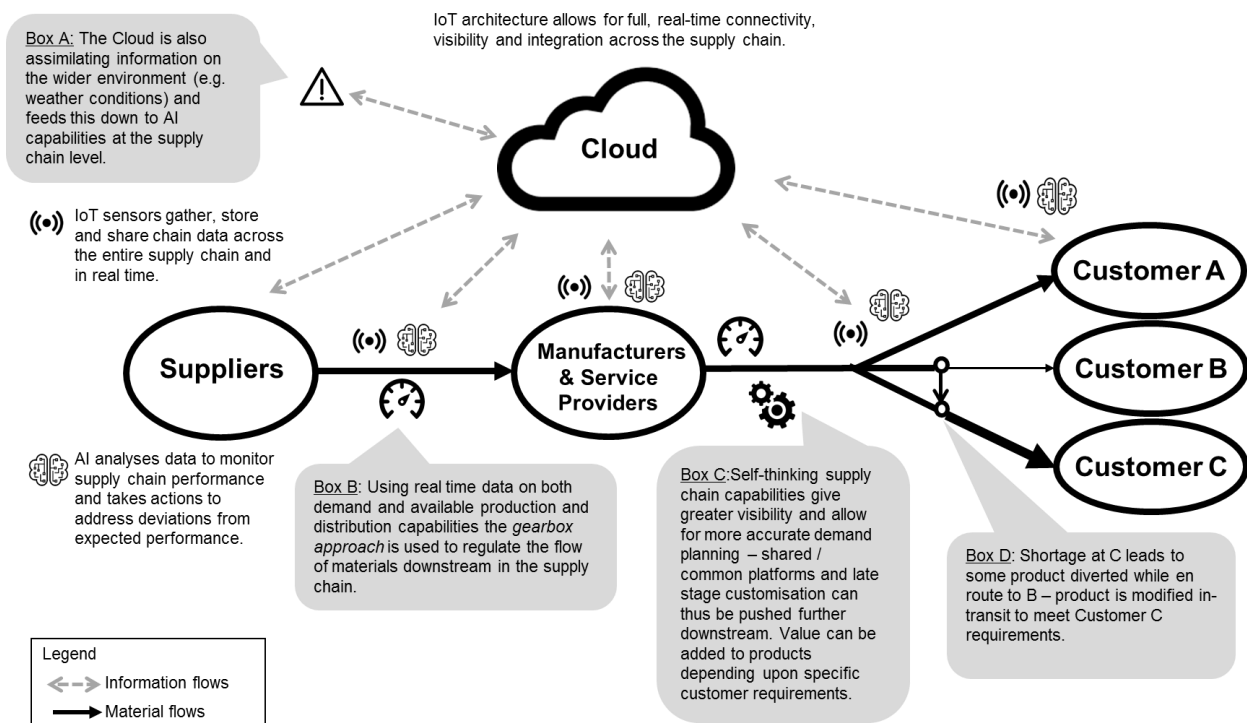 IoT architecture allows for full, real-time connectivity,
visibility and integration across the supply chain.
Box A: The Cloud is also
assimilating information on
the wider environment (e.g.
weather conditions) and
feeds this down to AI
capabilities at the supply
chain level.
Cloud
IoT sensors gather, store
and share chain data across
the entire supply chain and
in real time.
Suppliers
Manufacturers
& Service
Providers
Customer A
Customer B
Customer C
AI analyses data to monitor
supply chain performance
and takes actions to
address deviations from
expected performance.
Box B: Using real time data on both
demand and available production and
distribution capabilities the gearbox
approach is used to regulate the flow
of materials downstream in the supply
chain.
Box C:Self-thinking supply
chain capabilities give
greater visibility and allow
for more accurate demand
planning – shared /
common platforms and late
stage customisation can
thus be pushed further
downstream. Value can be
added to products
depending upon specific
customer requirements.
Box D: Shortage at C leads to
some product diverted while en
route to B – product is modified in-
transit to meet Customer C
requirements.
Legend
Information flows
Material flows